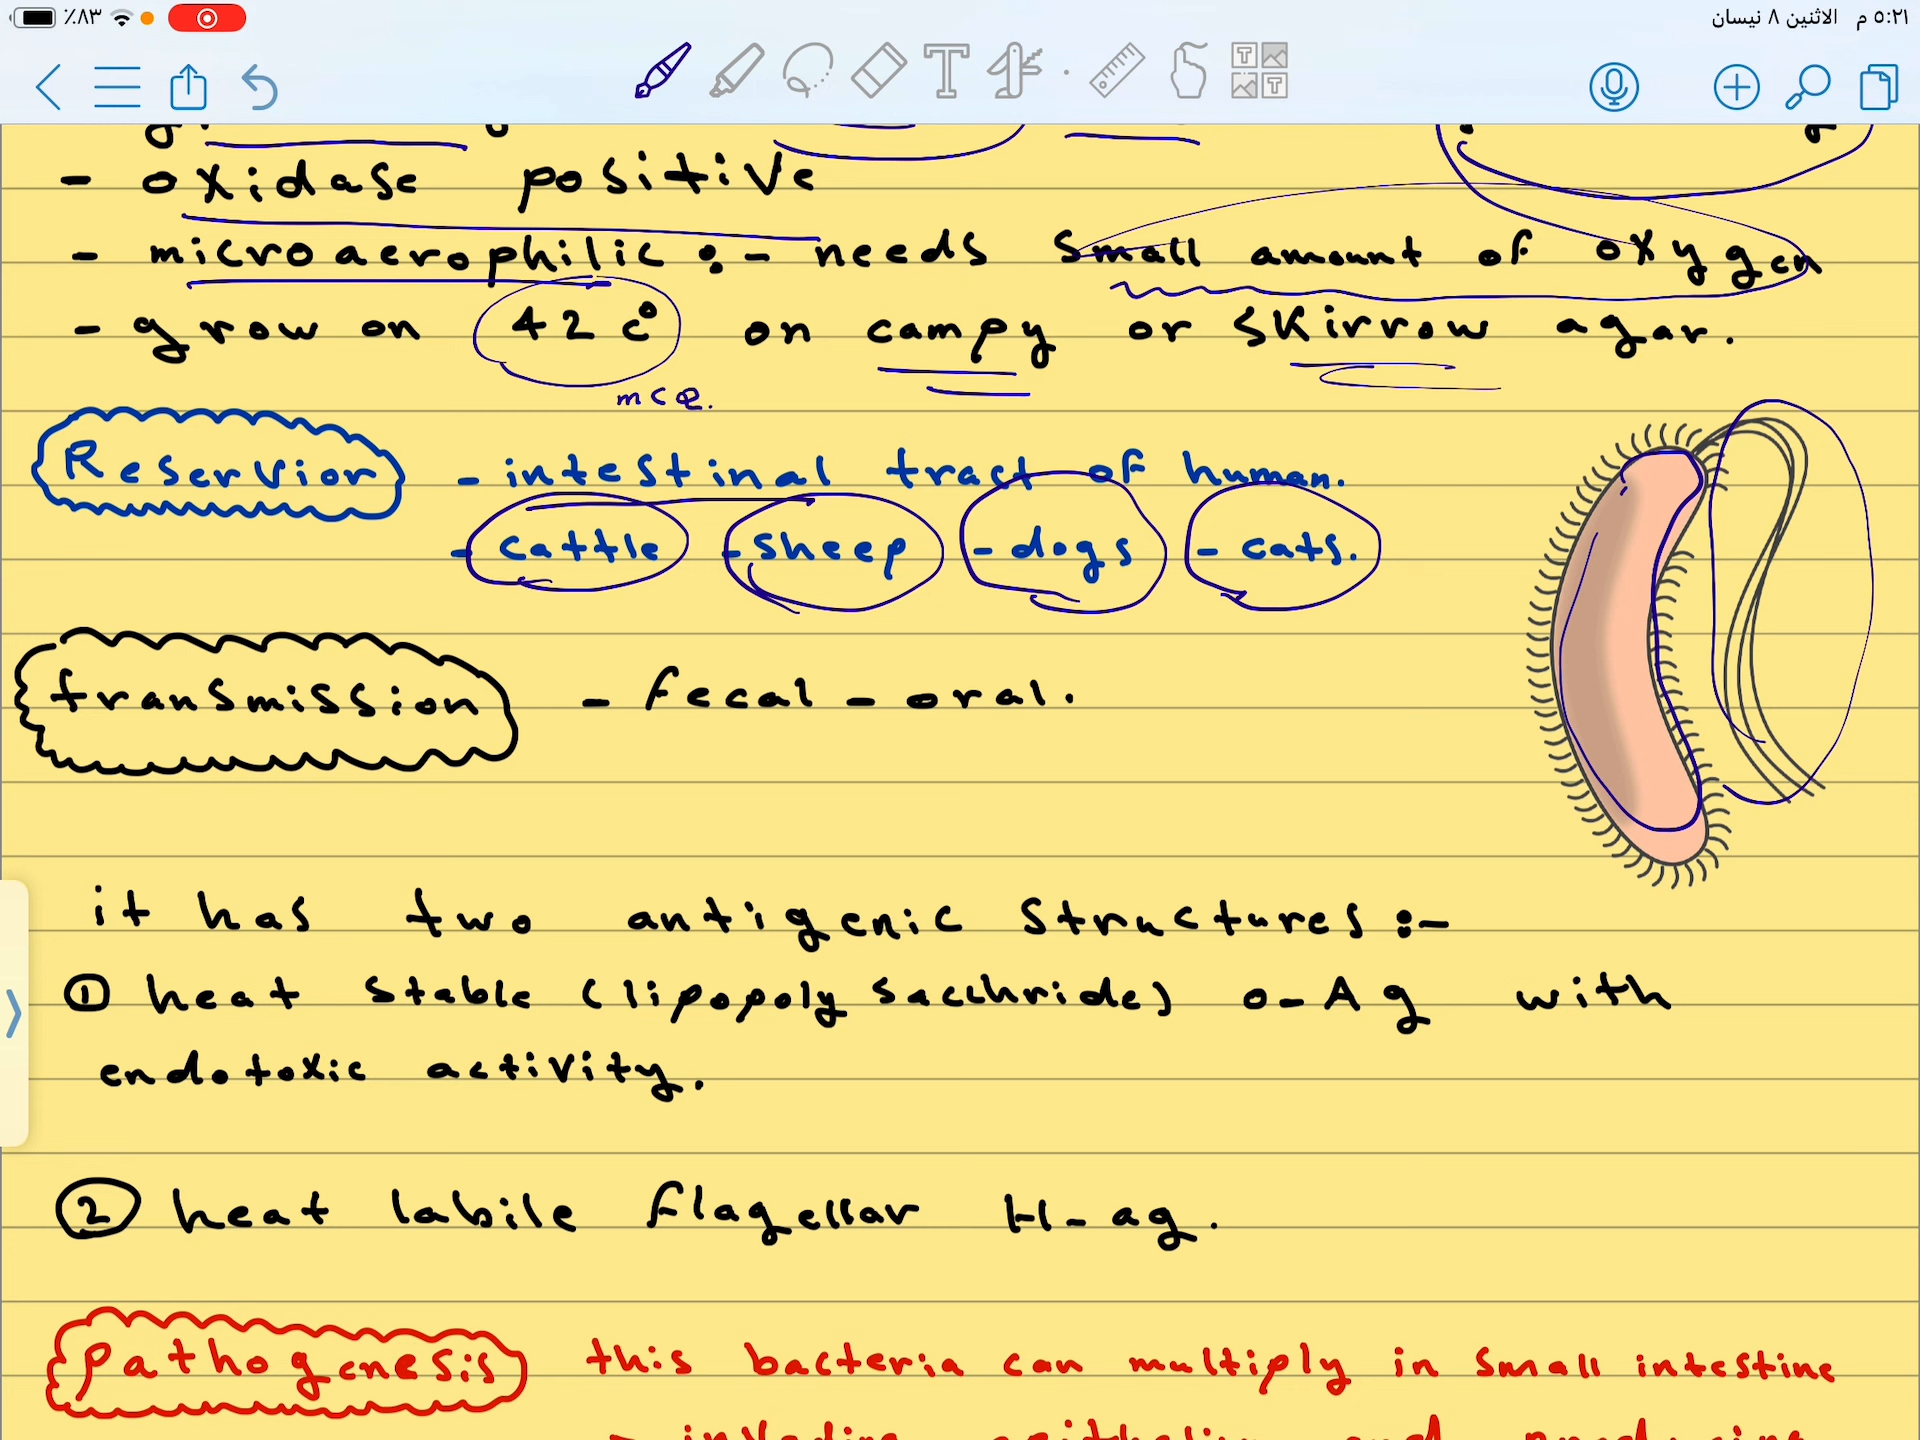 ٪٨٣
٥:٢١ م الاثنين ٨ نيسان
- oxidase positive
- microaerophilic :- needs small amount of oxygen
- grow on 42 c° on campy or skirrow agar.
mcq.
Reservior - intestinal tract of human.
- cattle - sheep - dogs - cats.
transmission - fecal - oral.
it has two antigenic structures :-
① heat stable (lipopoly sacchride) o-Ag with
endotoxic activity.
② heat labile flagellar H-ag.
pathogenesis this bacteria can multiply in small intestine